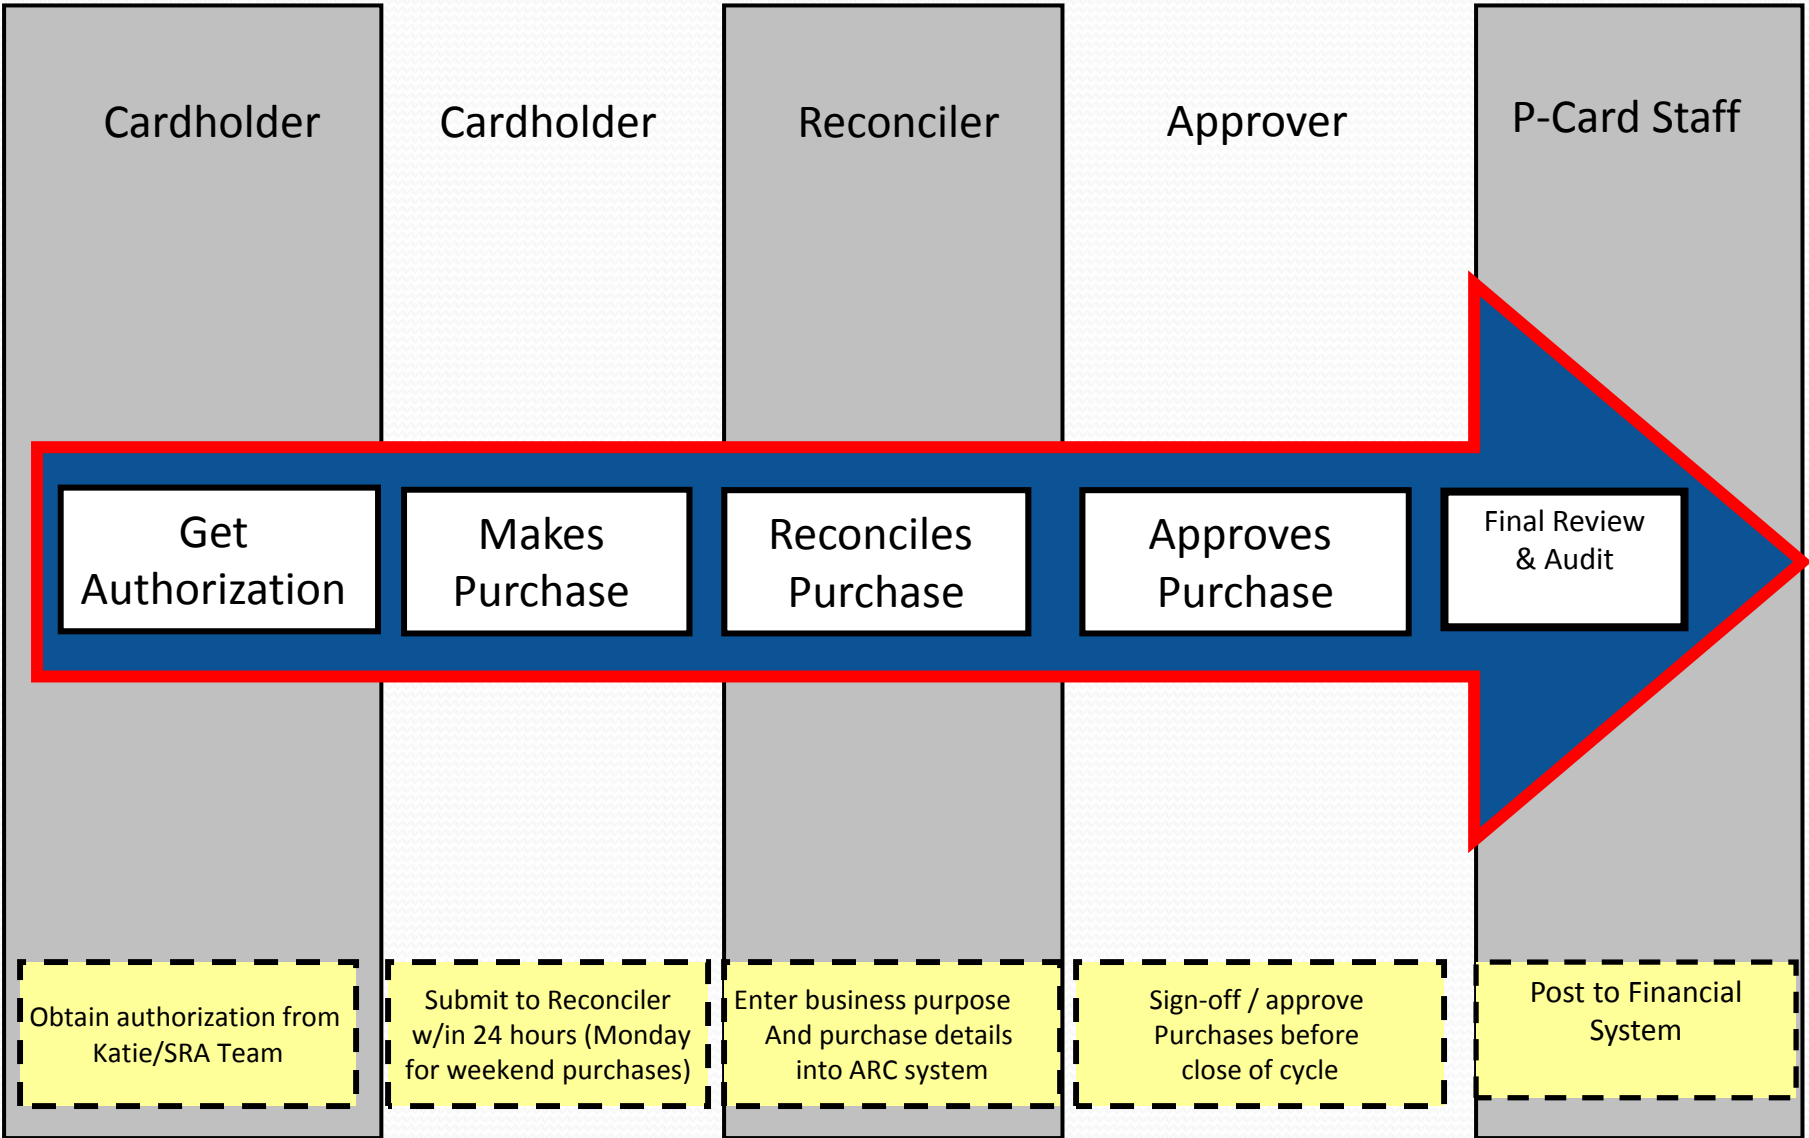 Cardholder
Cardholder
Reconciler
Approver
P-Card Staff
Get
Authorization
Makes
Purchase
Reconciles
Purchase
Approves
Purchase
Final Review
& Audit
Obtain authorization from
Katie/SRA Team
Submit to Reconciler
w/in 24 hours (Monday
for weekend purchases)
Enter business purpose
And purchase details
into ARC system
Sign-off / approve
Purchases before
close of cycle
Post to Financial
System